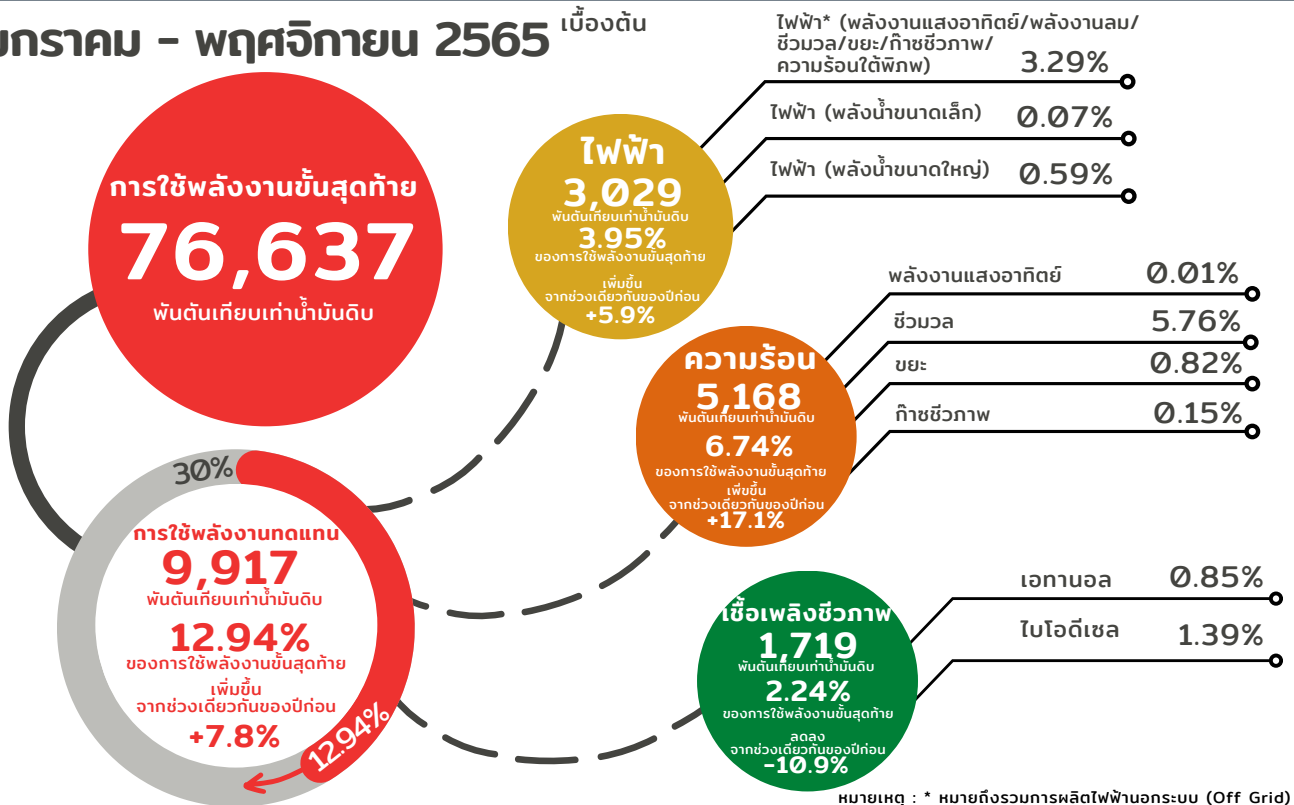 มกราคม - พฤศจิกายน 2565 เบื้องต้น
การใช้พลังงานขั้นสุดท้าย
76,637
พันตันเทียบเท่าน้ำมันดิบ
30%
การใช้พลังงานทดแทน
9,917
พันตันเทียบเท่าน้ำมันดิบ
12.94%
ของการใช้พลังงานขั้นสุดท้าย
เพิ่มขึ้น
จากช่วงเดียวกันของปีก่อน
+7.8%
12.94%
ไฟฟ้า
3,029
พันตันเทียบเท่าน้ำมันดิบ
3.95%
ของการใช้พลังงานขั้นสุดท้าย
เพิ่มขึ้น
จากช่วงเดียวกันของปีก่อน
+5.9%
ไฟฟ้า* (พลังงานแสงอาทิตย์/พลังงานลม/
ชีวมวล/ขยะ/ก๊าซชีวภาพ/
ความร้อนใต้พิภพ) 3.29%
ไฟฟ้า (พลังน้ำขนาดเล็ก) 0.07%
ไฟฟ้า (พลังน้ำขนาดใหญ่) 0.59%
ความร้อน
5,168
พันตันเทียบเท่าน้ำมันดิบ
6.74%
ของการใช้พลังงานขั้นสุดท้าย
เพิ่ขขึ้น
จากช่วงเดียวกันของปีก่อน
+17.1%
พลังงานแสงอาทิตย์ 0.01%
ชีวมวล 5.76%
ขยะ 0.82%
ก๊าซชีวภาพ 0.15%
เชื้อเพลิงชีวภาพ
1,719
พันตันเทียบเท่าน้ำมันดิบ
2.24%
ของการใช้พลังงานขั้นสุดท้าย
ลดลง
จากช่วงเดียวกันของปีก่อน
-10.9%
เอทานอล 0.85%
ไบโอดีเซล 1.39%
หมายเหตุ : * หมายถึงรวมการผลิตไฟฟ้านอกระบบ (Off Grid)